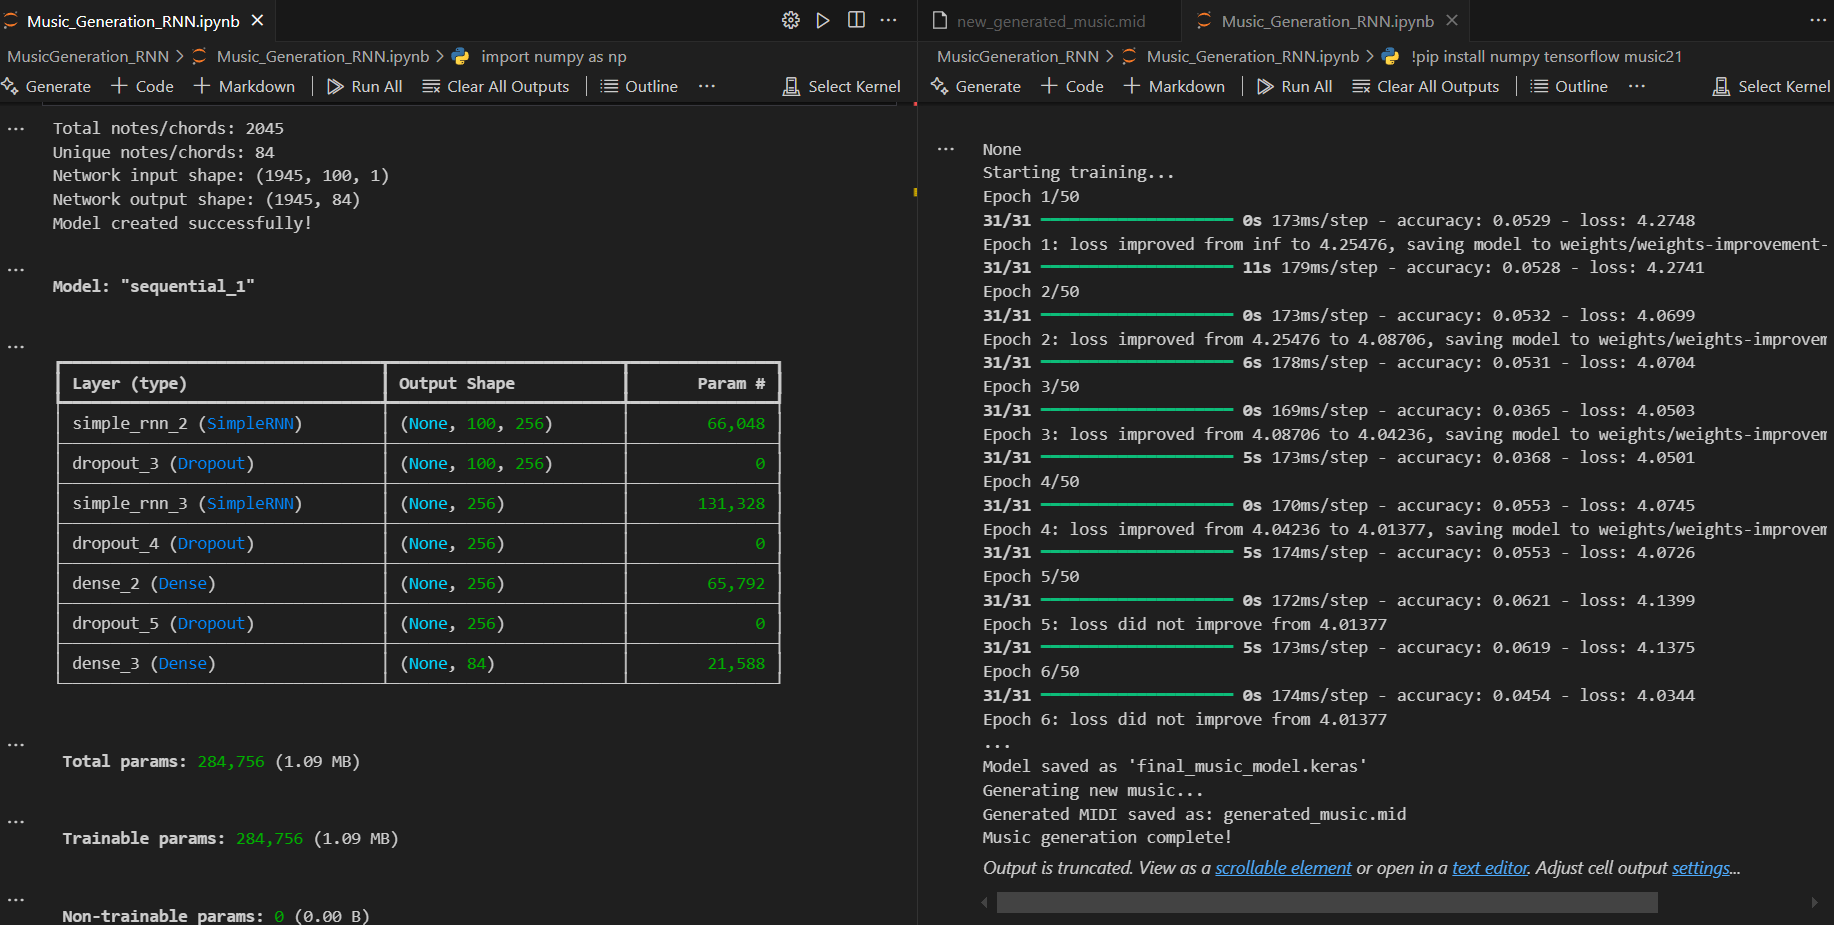 Music_Generation_RNN.ipynb
MusicGeneration_RNN > Music_Generation_RNN.ipynb > import numpy as np
Generate + Code + Markdown | Run All Clear All Outputs | Outline ... Select Kernel
... Total notes/chords: 2045
Unique notes/chords: 84
Network input shape: (1945, 100, 1)
Network output shape: (1945, 84)
Model created successfully!
... Model: "sequential_1"
...
Layer (type) Output Shape Param #
simple_rnn_2 (SimpleRNN) (None, 100, 256) 66,048
dropout_3 (Dropout) (None, 100, 256) 0
simple_rnn_3 (SimpleRNN) (None, 256) 131,328
dropout_4 (Dropout) (None, 256) 0
dense_2 (Dense) (None, 256) 65,792
dropout_5 (Dropout) (None, 256) 0
dense_3 (Dense) (None, 84) 21,588
... Total params: 284,756 (1.09 MB)
... Trainable params: 284,756 (1.09 MB)
... Non-trainable params: 0 (0.00 B)
new_generated_music.mid Music_Generation_RNN.ipynb
MusicGeneration_RNN > Music_Generation_RNN.ipynb > !pip install numpy tensorflow music21
Generate + Code + Markdown | Run All Clear All Outputs | Outline ... Select Kernel
... None
Starting training...
Epoch 1/50
31/31 0s 173ms/step - accuracy: 0.0529 - loss: 4.2748
Epoch 1: loss improved from inf to 4.25476, saving model to weights/weights-improvement-
31/31 11s 179ms/step - accuracy: 0.0528 - loss: 4.2741
Epoch 2/50
31/31 0s 173ms/step - accuracy: 0.0532 - loss: 4.0699
Epoch 2: loss improved from 4.25476 to 4.08706, saving model to weights/weights-improvem
31/31 6s 178ms/step - accuracy: 0.0531 - loss: 4.0704
Epoch 3/50
31/31 0s 169ms/step - accuracy: 0.0365 - loss: 4.0503
Epoch 3: loss improved from 4.08706 to 4.04236, saving model to weights/weights-improvem
31/31 5s 173ms/step - accuracy: 0.0368 - loss: 4.0501
Epoch 4/50
31/31 0s 170ms/step - accuracy: 0.0553 - loss: 4.0745
Epoch 4: loss improved from 4.04236 to 4.01377, saving model to weights/weights-improvem
31/31 5s 174ms/step - accuracy: 0.0553 - loss: 4.0726
Epoch 5/50
31/31 0s 172ms/step - accuracy: 0.0621 - loss: 4.1399
Epoch 5: loss did not improve from 4.01377
31/31 5s 173ms/step - accuracy: 0.0619 - loss: 4.1375
Epoch 6/50
31/31 0s 174ms/step - accuracy: 0.0454 - loss: 4.0344
Epoch 6: loss did not improve from 4.01377
...
Model saved as 'final_music_model.keras'
Generating new music...
Generated MIDI saved as: generated_music.mid
Music generation complete!
Output is truncated. View as a scrollable element or open in a text editor. Adjust cell output settings...